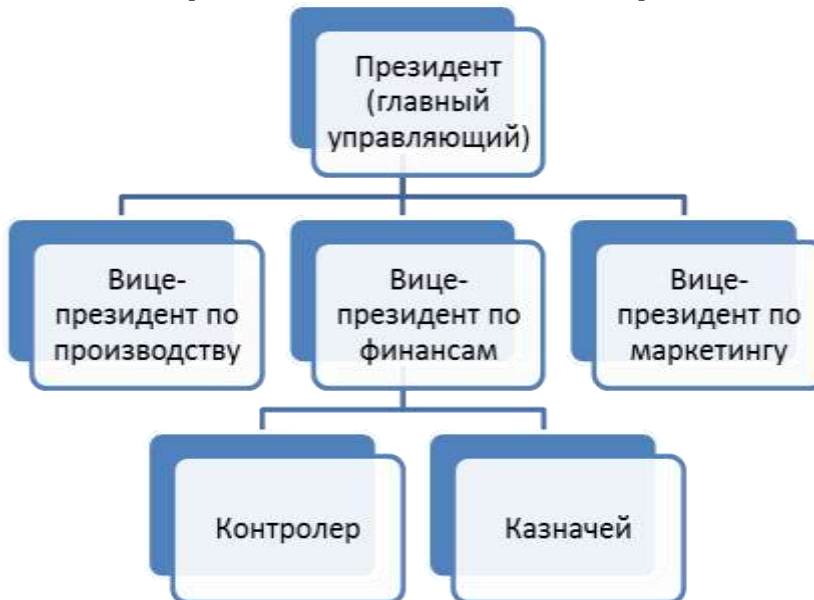 Президент
(главный
управляющий)
Вице-
президент по
производству
Вице-
президент по
финансам
Вице-
президент по
маркетингу
Контролер
Казначей